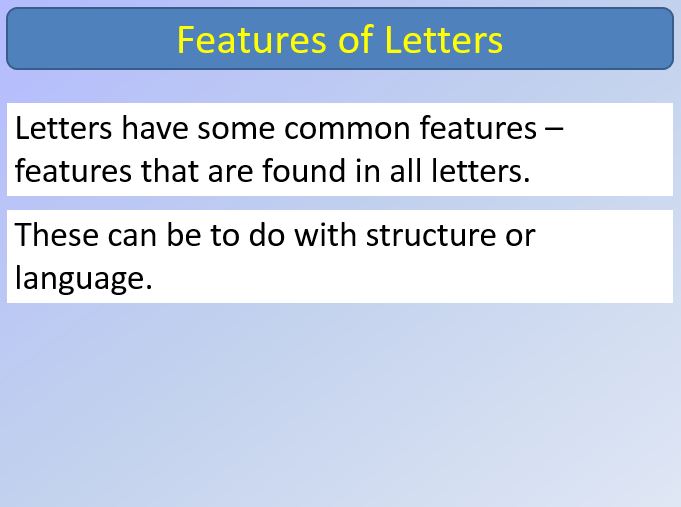 Features of Letters
Letters have some common features –
features that are found in all letters.
These can be to do with structure or
language.